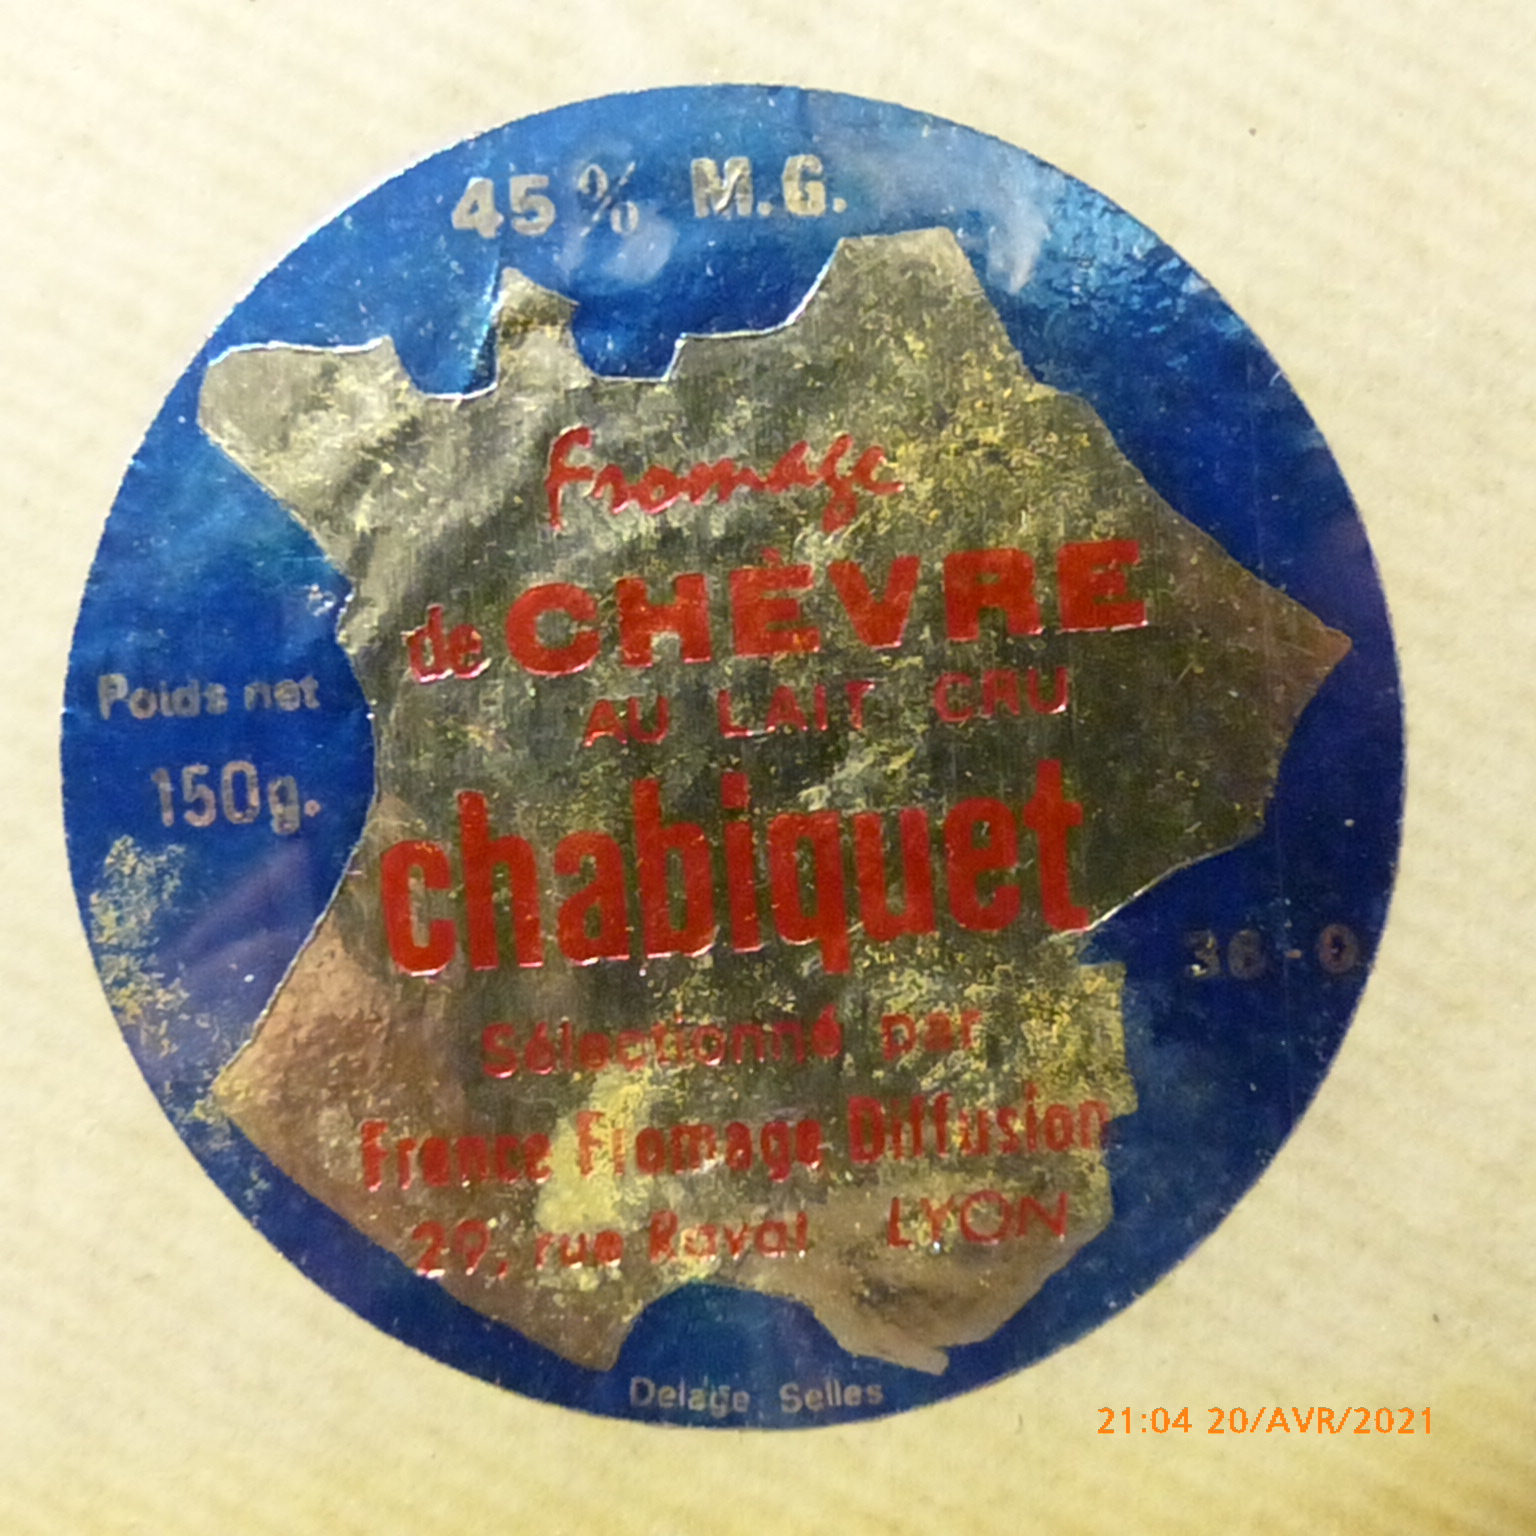 45% M.G.
fromage
de CHÈVRE
AU LAIT CRU
Poids net
150g.
chabiquet
36-0
Sélectionné par
France Fromage Diffusion
29, rue Raval LYON
Delage Selles
21:04 20/AVR/2021